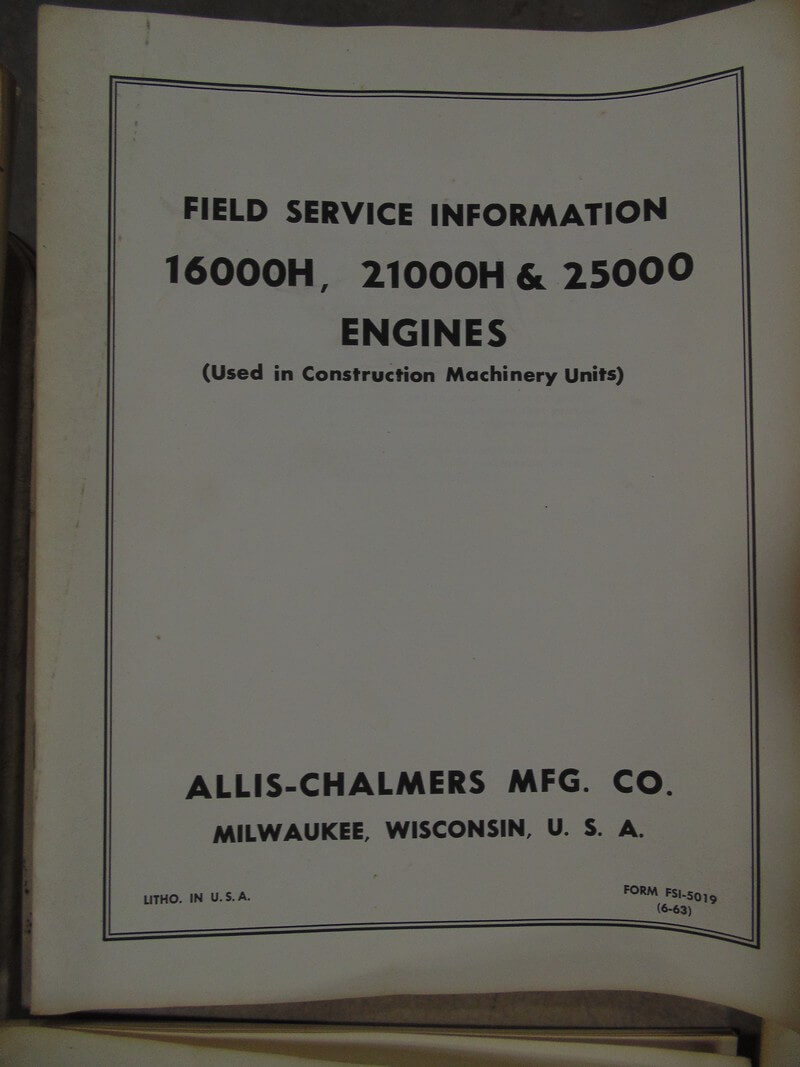 FIELD SERVICE INFORMATION
16000H, 21000H & 25000
ENGINES
(Used in Construction Machinery Units)
ALLIS-CHALMERS MFG. CO.
MILWAUKEE, WISCONSIN, U. S. A.
LITHO. IN U. S. A.
FORM FSI-5019
(6-63)